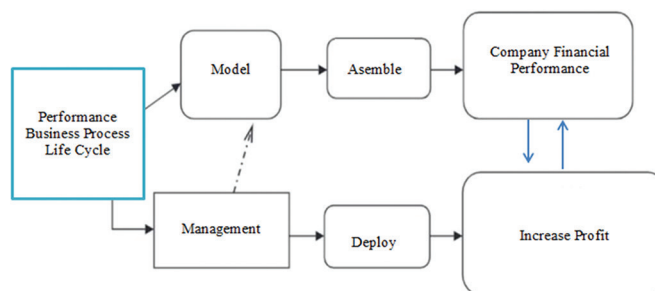 Performance
Business Process
Life Cycle
Model
Asemble
Company Financial
Performance
Management
Deploy
Increase Profit